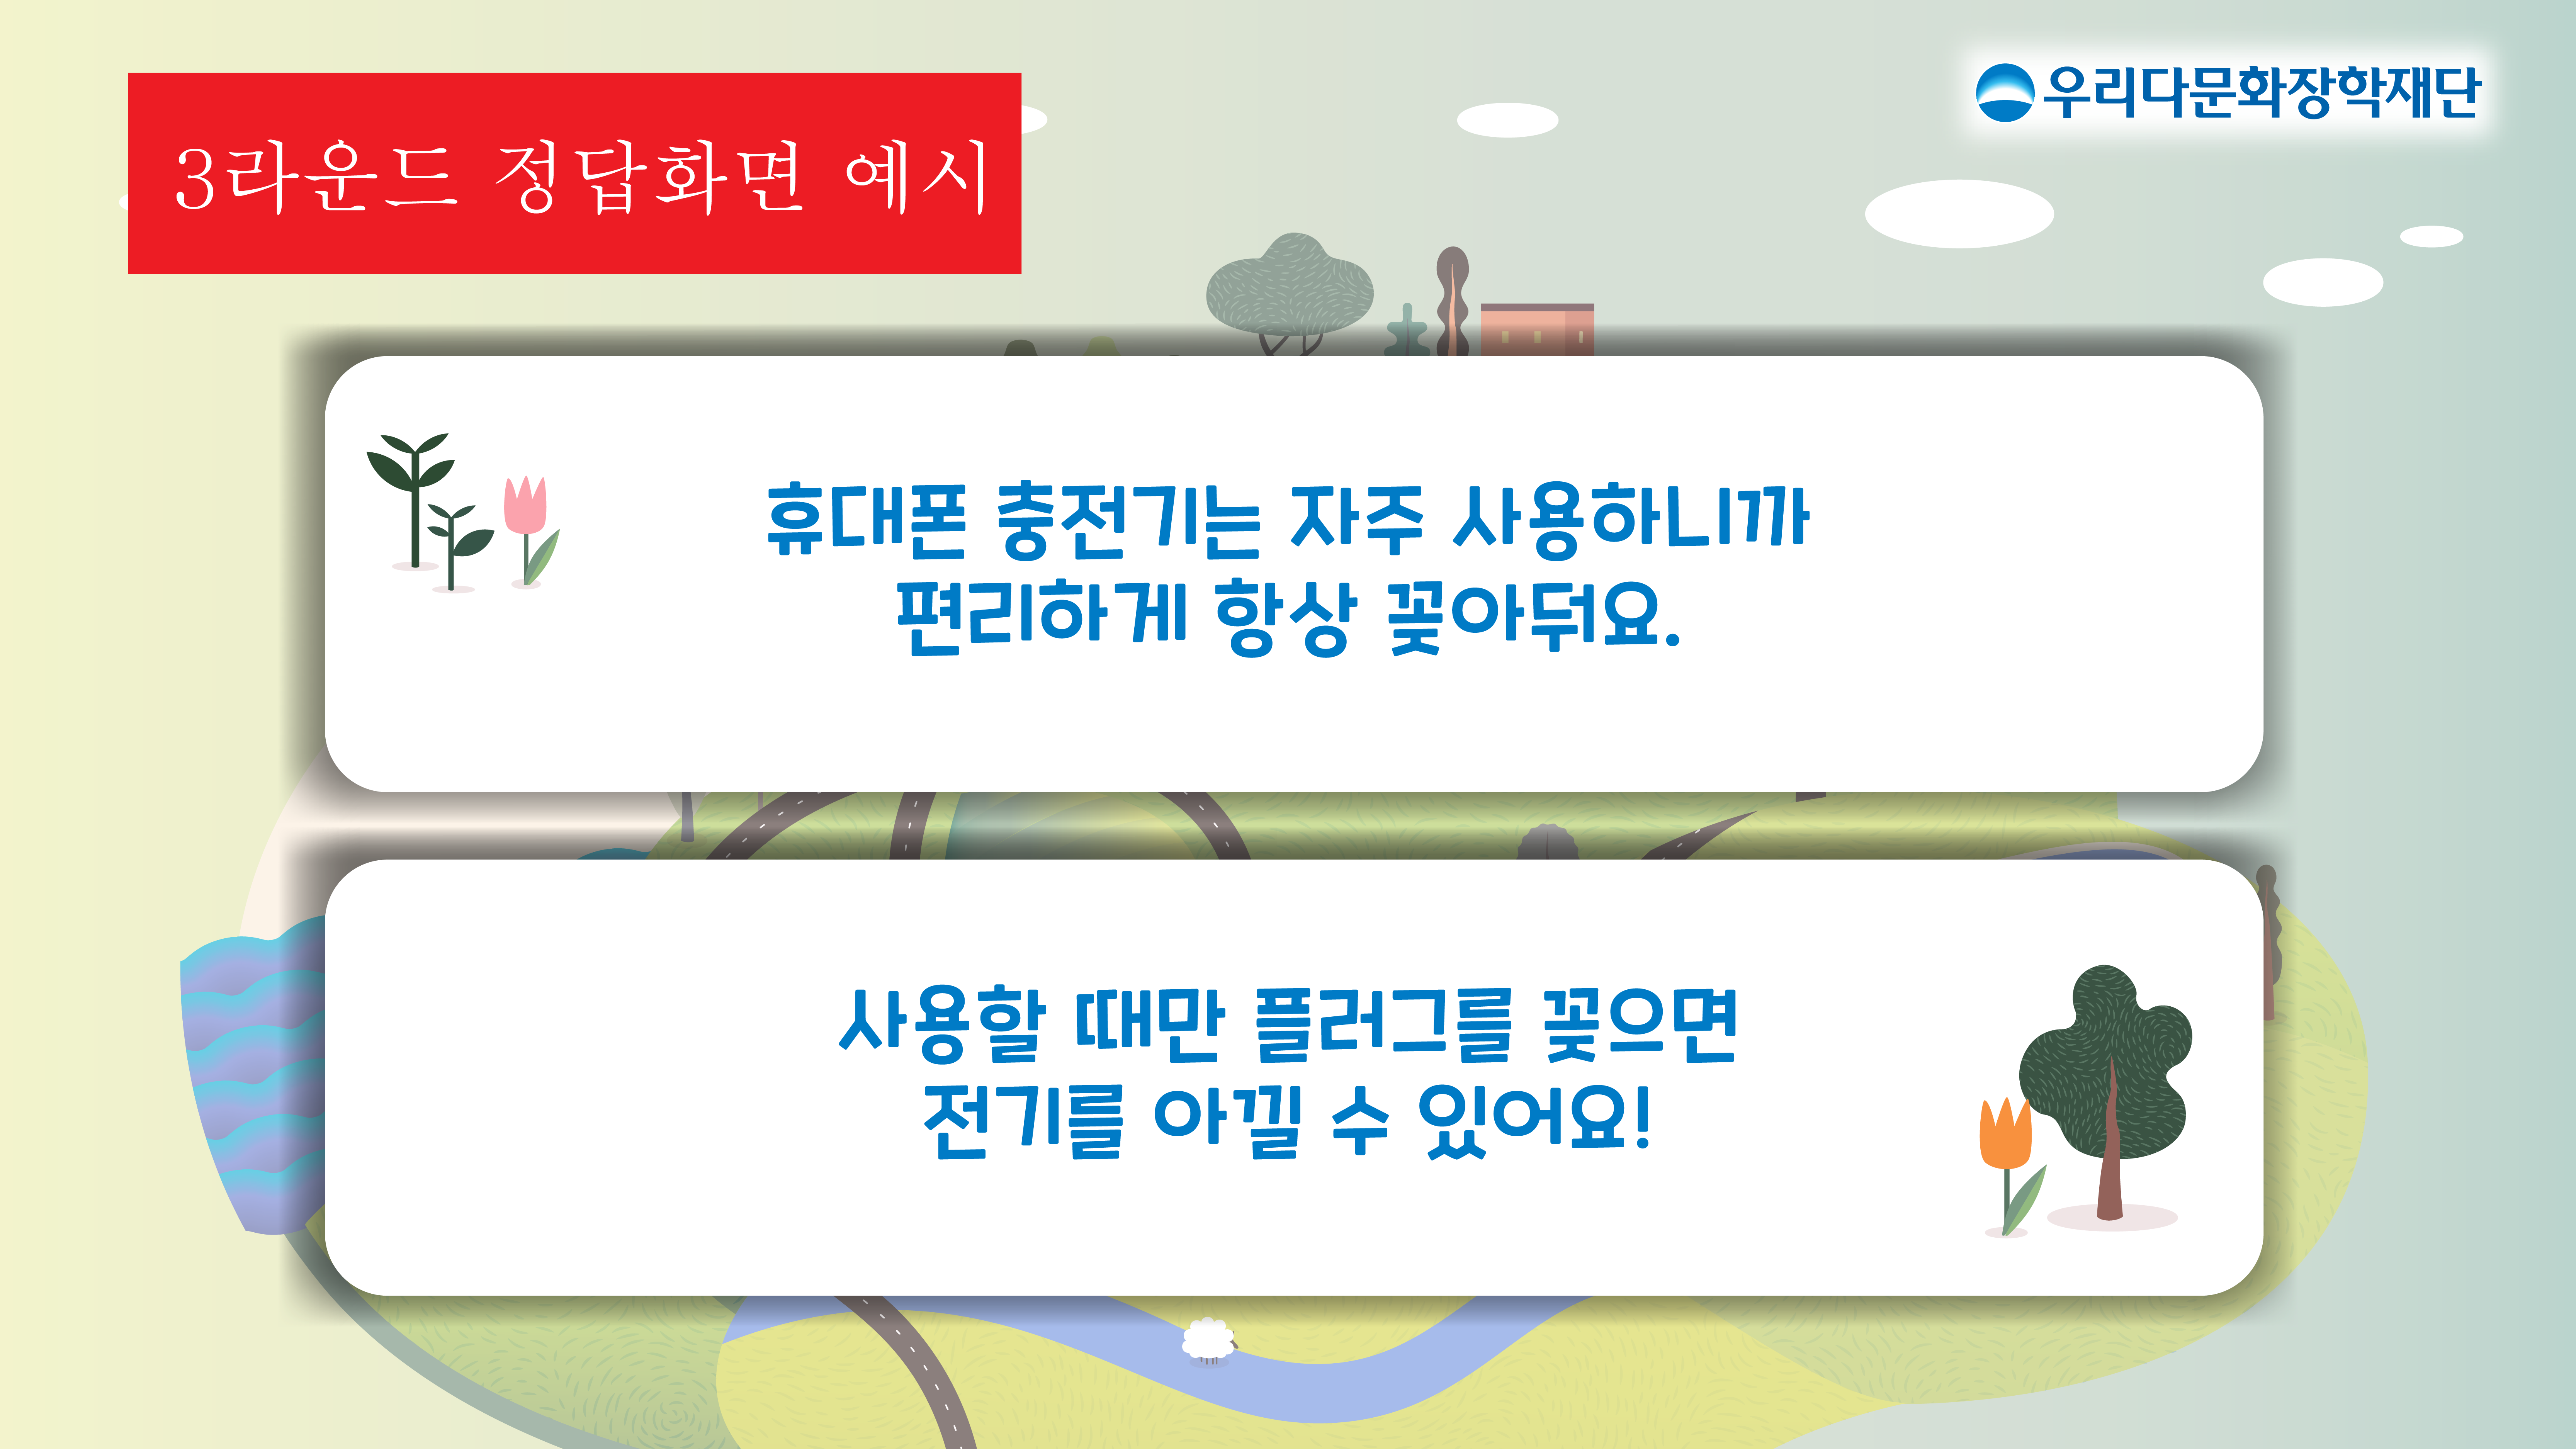 3라운드 정답화면 예시
우리다문화장학재단
휴대폰 충전기는 자주 사용하니까
편리하게 항상 꽂아둬요.
사용할 때만 플러그를 꽂으면
전기를 아낄 수 있어요!